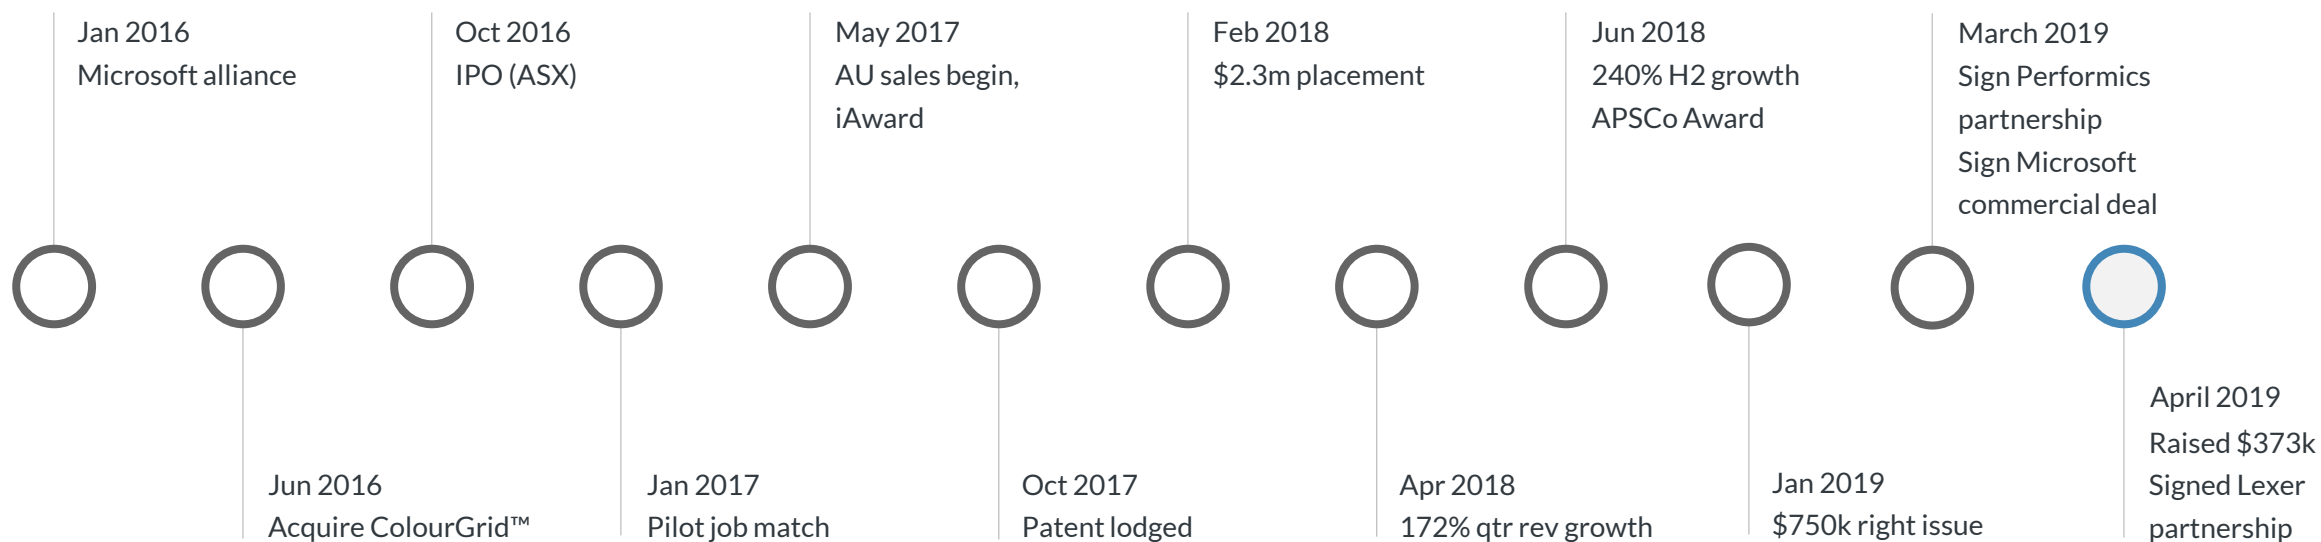 Jan 2016
Microsoft alliance
Jun 2016
Acquire ColourGrid™
Oct 2016
IPO (ASX)
Jan 2017
Pilot job match
May 2017
AU sales begin,
iAward
Oct 2017
Patent lodged
Feb 2018
$2.3m placement
Apr 2018
172% qtr rev growth
Jun 2018
240% H2 growth
APSCo Award
Jan 2019
$750k right issue
March 2019
Sign Performics
partnership
Sign Microsoft
commercial deal
April 2019
Raised $373k
Signed Lexer
partnership